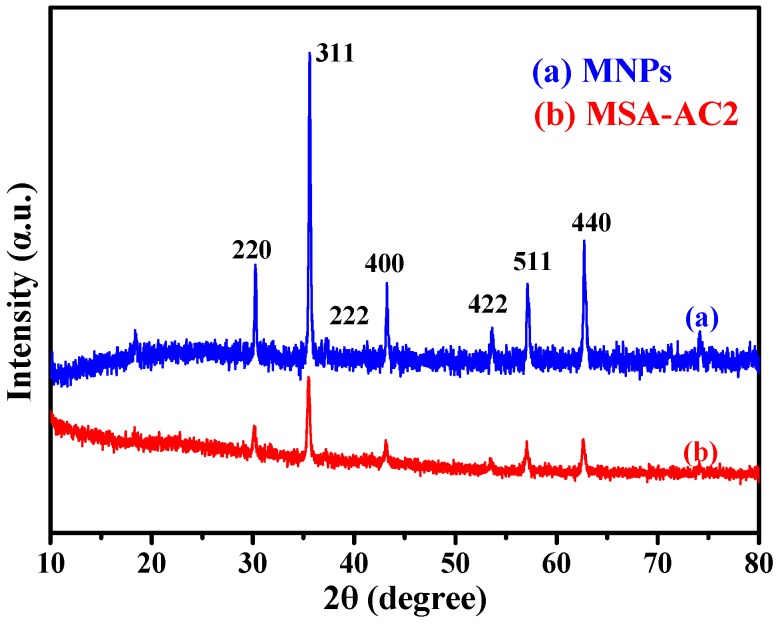 311
(a) MNPs
(b) MSA-AC2
220
400
440
511
222
422
(a)
(b)
Intensity (α.u.)
10 20 30 40 50 60 70 80
2θ (degree)